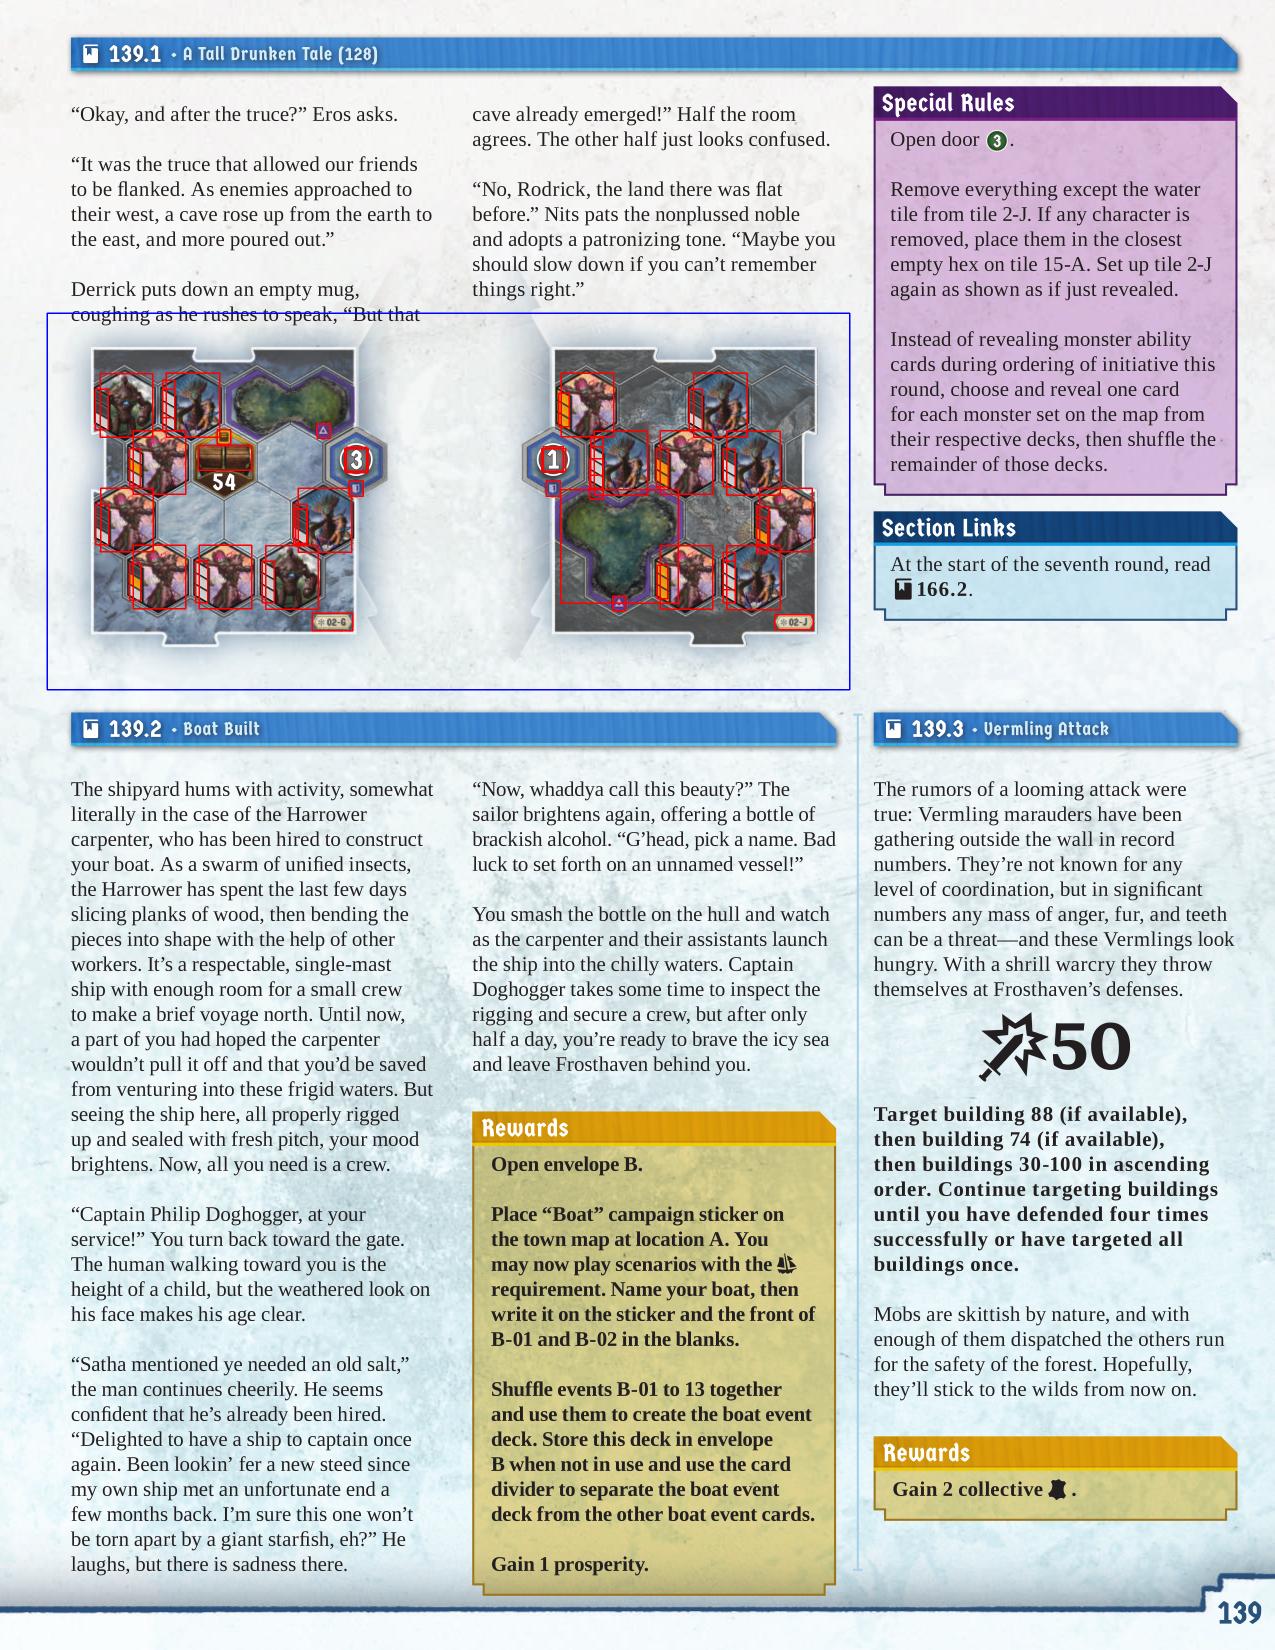 139.1 • A Tall Drunken Tale (128)
“Okay, and after the truce?” Eros asks.
“It was the truce that allowed our friends
to be flanked. As enemies approached to
their west, a cave rose up from the earth to
the east, and more poured out.”
Derrick puts down an empty mug,
coughing as he rushes to speak, “But that
cave already emerged!” Half the room
agrees. The other half just looks confused.
“No, Rodrick, the land there was flat
before.” Nits pats the nonplussed noble
and adopts a patronizing tone. “Maybe you
should slow down if you can’t remember
things right.”
Special Rules
Open door 3.
Remove everything except the water
tile from tile 2-J. If any character is
removed, place them in the closest
empty hex on tile 15-A. Set up tile 2-J
again as shown as if just revealed.
Instead of revealing monster ability
cards during ordering of initiative this
round, choose and reveal one card
for each monster set on the map from
their respective decks, then shuffle the
remainder of those decks.
Section Links
At the start of the seventh round, read
166.2.
54
3
02-G
1
02-J
139.2 • Boat Built
The shipyard hums with activity, somewhat
literally in the case of the Harrower
carpenter, who has been hired to construct
your boat. As a swarm of unified insects,
the Harrower has spent the last few days
slicing planks of wood, then bending the
pieces into shape with the help of other
workers. It’s a respectable, single-mast
ship with enough room for a small crew
to make a brief voyage north. Until now,
a part of you had hoped the carpenter
wouldn’t pull it off and that you’d be saved
from venturing into these frigid waters. But
seeing the ship here, all properly rigged
up and sealed with fresh pitch, your mood
brightens. Now, all you need is a crew.
“Captain Philip Doghogger, at your
service!” You turn back toward the gate.
The human walking toward you is the
height of a child, but the weathered look on
his face makes his age clear.
“Satha mentioned ye needed an old salt,”
the man continues cheerily. He seems
confident that he’s already been hired.
“Delighted to have a ship to captain once
again. Been lookin’ fer a new steed since
my own ship met an unfortunate end a
few months back. I’m sure this one won’t
be torn apart by a giant starfish, eh?” He
laughs, but there is sadness there.
“Now, whaddya call this beauty?” The
sailor brightens again, offering a bottle of
brackish alcohol. “G’head, pick a name. Bad
luck to set forth on an unnamed vessel!”
You smash the bottle on the hull and watch
as the carpenter and their assistants launch
the ship into the chilly waters. Captain
Doghogger takes some time to inspect the
rigging and secure a crew, but after only
half a day, you’re ready to brave the icy sea
and leave Frosthaven behind you.
Rewards
Open envelope B.
Place “Boat” campaign sticker on
the town map at location A. You
may now play scenarios with the
requirement. Name your boat, then
write it on the sticker and the front of
B-01 and B-02 in the blanks.
Shuffle events B-01 to 13 together
and use them to create the boat event
deck. Store this deck in envelope
B when not in use and use the card
divider to separate the boat event
deck from the other boat event cards.
Gain 1 prosperity.
139.3 • Vermling Attack
The rumors of a looming attack were
true: Vermling marauders have been
gathering outside the wall in record
numbers. They’re not known for any
level of coordination, but in significant
numbers any mass of anger, fur, and teeth
can be a threat—and these Vermlings look
hungry. With a shrill warcry they throw
themselves at Frosthaven’s defenses.
50
Target building 88 (if available),
then building 74 (if available),
then buildings 30-100 in ascending
order. Continue targeting buildings
until you have defended four times
successfully or have targeted all
buildings once.
Mobs are skittish by nature, and with
enough of them dispatched the others run
for the safety of the forest. Hopefully,
they’ll stick to the wilds from now on.
Rewards
Gain 2 collective .
139